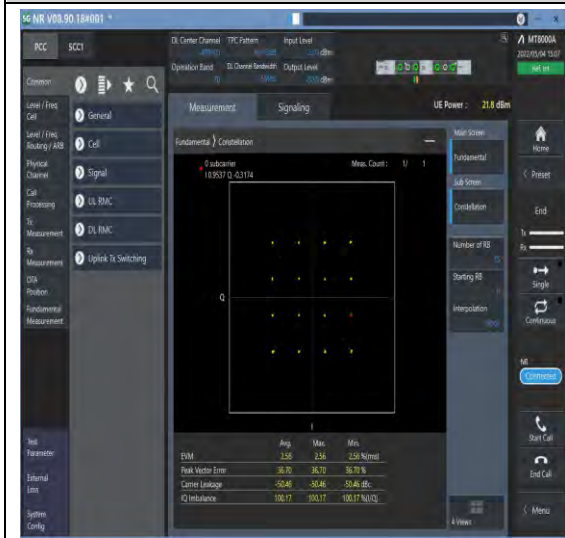 5G NR V08.90.18#001 *
PCC SCC1
DL Center Channel TPC Pattern Input Level
Operation Band DL Channel Bandwidth Output Level
MT8000A
2022/05/04 15:07
Common
Level / Freq.
Cell
Level / Freq.
Routing / ARB
Physical
Channel
Call
Processing
Tx
Measurement
Rx
Measurement
OTA
Position
Fundamental
Measurement
Test
Parameter
External
Loss
System
Config
General
Cell
Signal
UL RMC
DL RMC
Uplink Tx Switching
Measurement Signaling UE Power : 21.8 dBm
Fundamental Constellation
0 subcarrier Meas. Count : 1/ 1
I 0.9537 Q -0.3174
Q
I
Avg. Max. Min.
EVM 2.56 2.56 2.56 %(rms)
Peak Vector Error 36.70 36.70 36.70 %
Carrier Leakage -50.46 -50.46 -50.46 dBc
IQ Imbalance 100.17 100.17 100.17 %(I/Q)
Main Screen
Fundamental
Sub Screen
Constellation
Number of RB
Starting RB
Interpolation
4 Views
Home
Preset
End
Tx
Rx
Single
Continuous
NR
Connected
Start Call
End Call
Menu